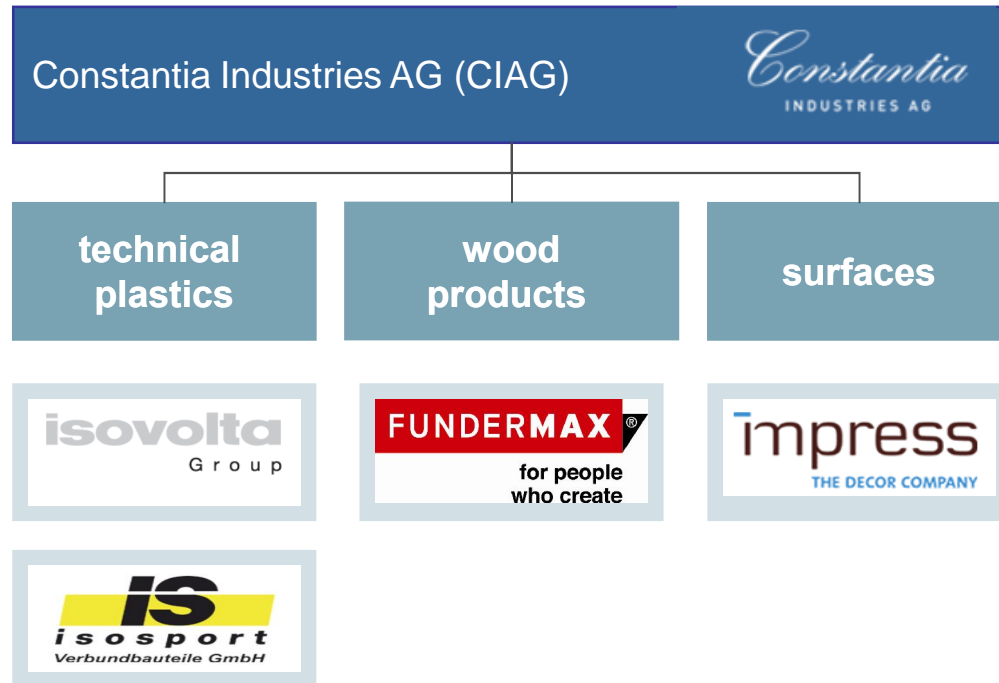 Constantia Industries AG (CIAG)
Constantia
INDUSTRIES AG
technical
plastics
wood
products
surfaces
isovolta
Group
FUNDERMAX ®
for people
who create
impress
THE DECOR COMPANY
IS
isosport
Verbundbauteile GmbH